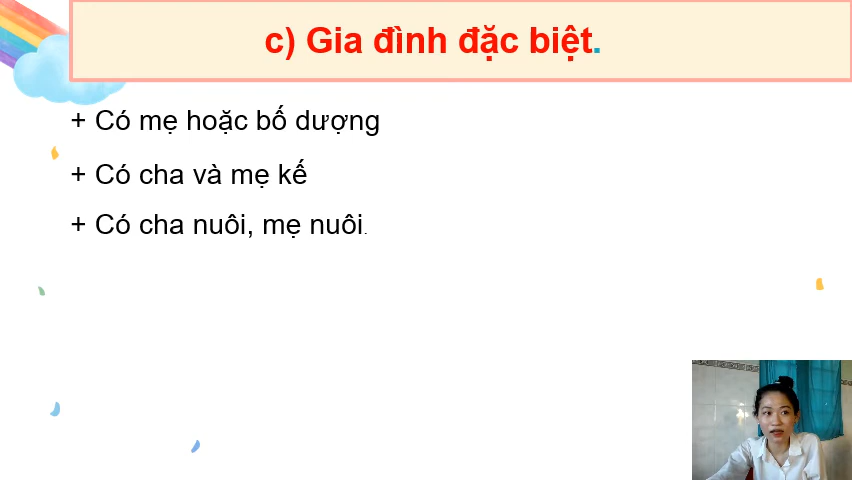 c) Gia đình đặc biệt.
+ Có mẹ hoặc bố dượng
+ Có cha và mẹ kế
+ Có cha nuôi, mẹ nuôi.